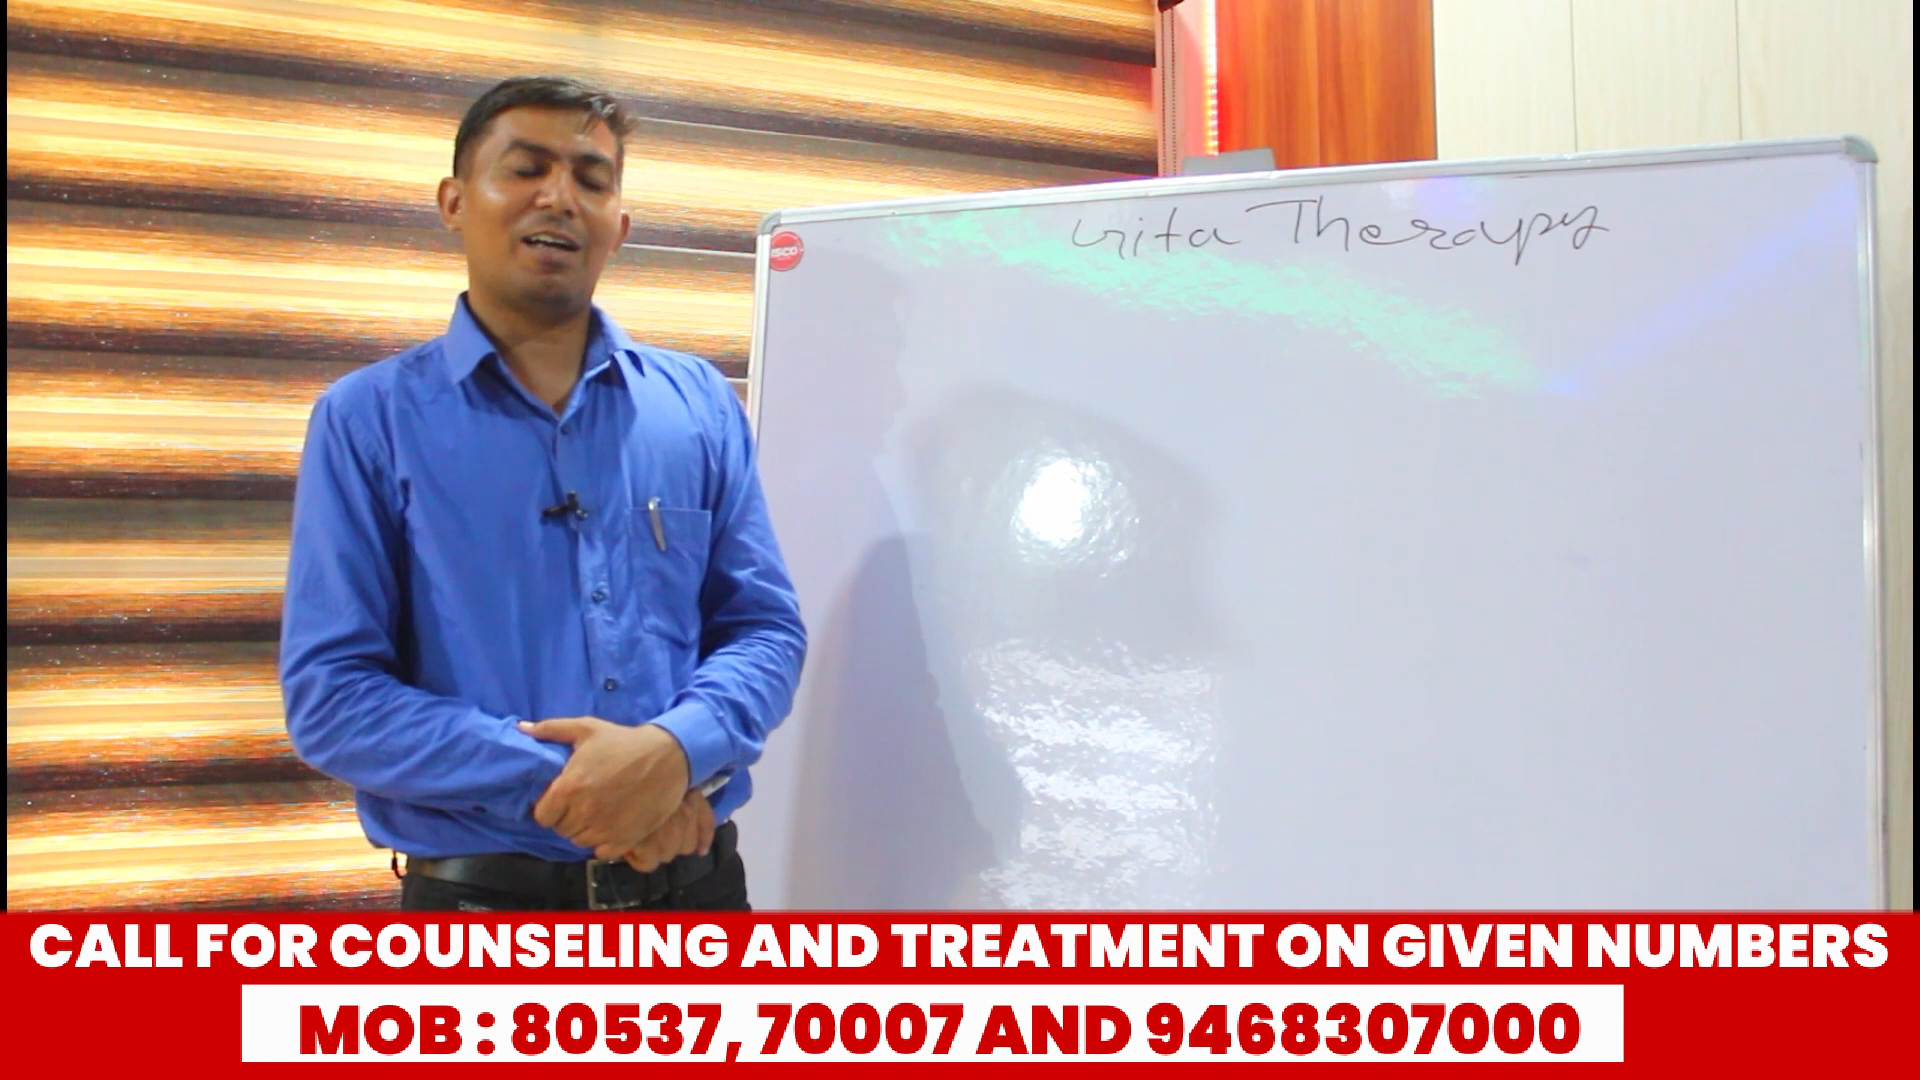 Gita Therapy
CALL FOR COUNSELING AND TREATMENT ON GIVEN NUMBERS
MOB : 80537, 70007 AND 9468307000